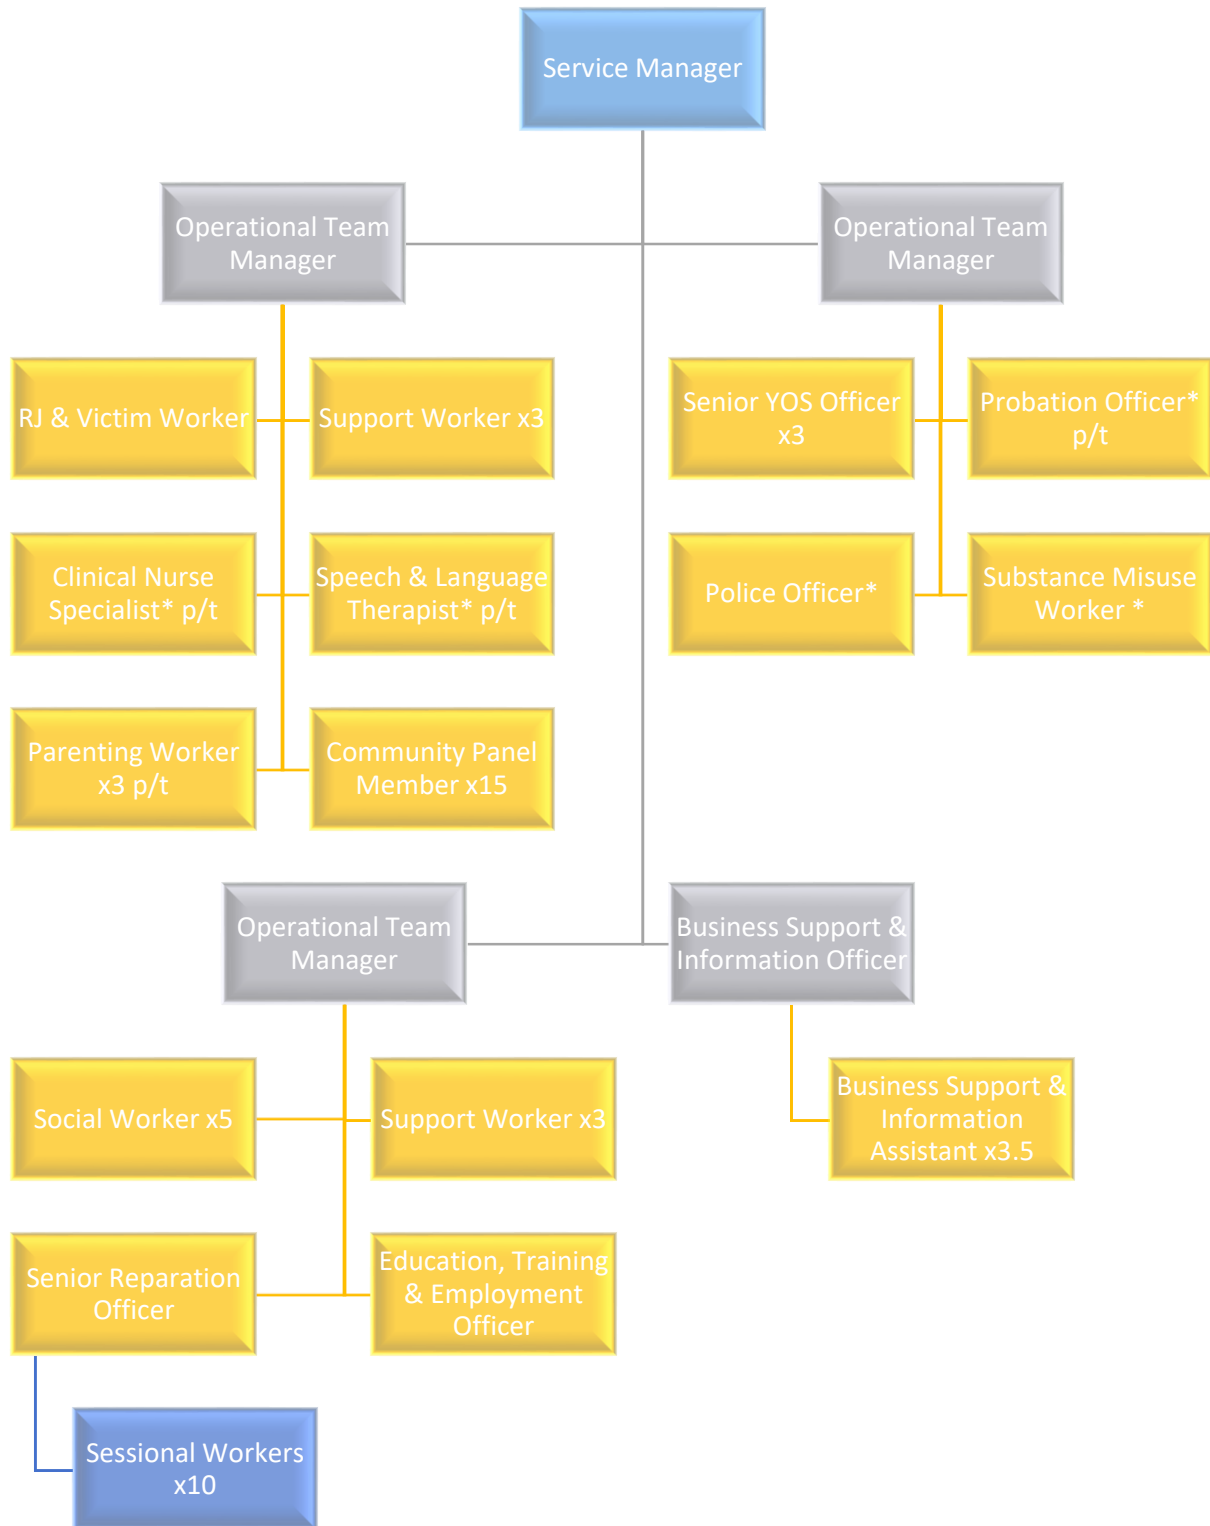 Service Manager
Operational Team
Manager
Operational Team
Manager
RJ & Victim Worker
Support Worker x3
Senior YOS Officer
x3
Probation Officer*
p/t
Clinical Nurse
Specialist* p/t
Speech & Language
Therapist* p/t
Police Officer*
Substance Misuse
Worker *
Parenting Worker
x3 p/t
Community Panel
Member x15
Operational Team
Manager
Business Support &
Information Officer
Social Worker x5
Support Worker x3
Business Support &
Information
Assistant x3.5
Senior Reparation
Officer
Education, Training
& Employment
Officer
Sessional Workers
x10